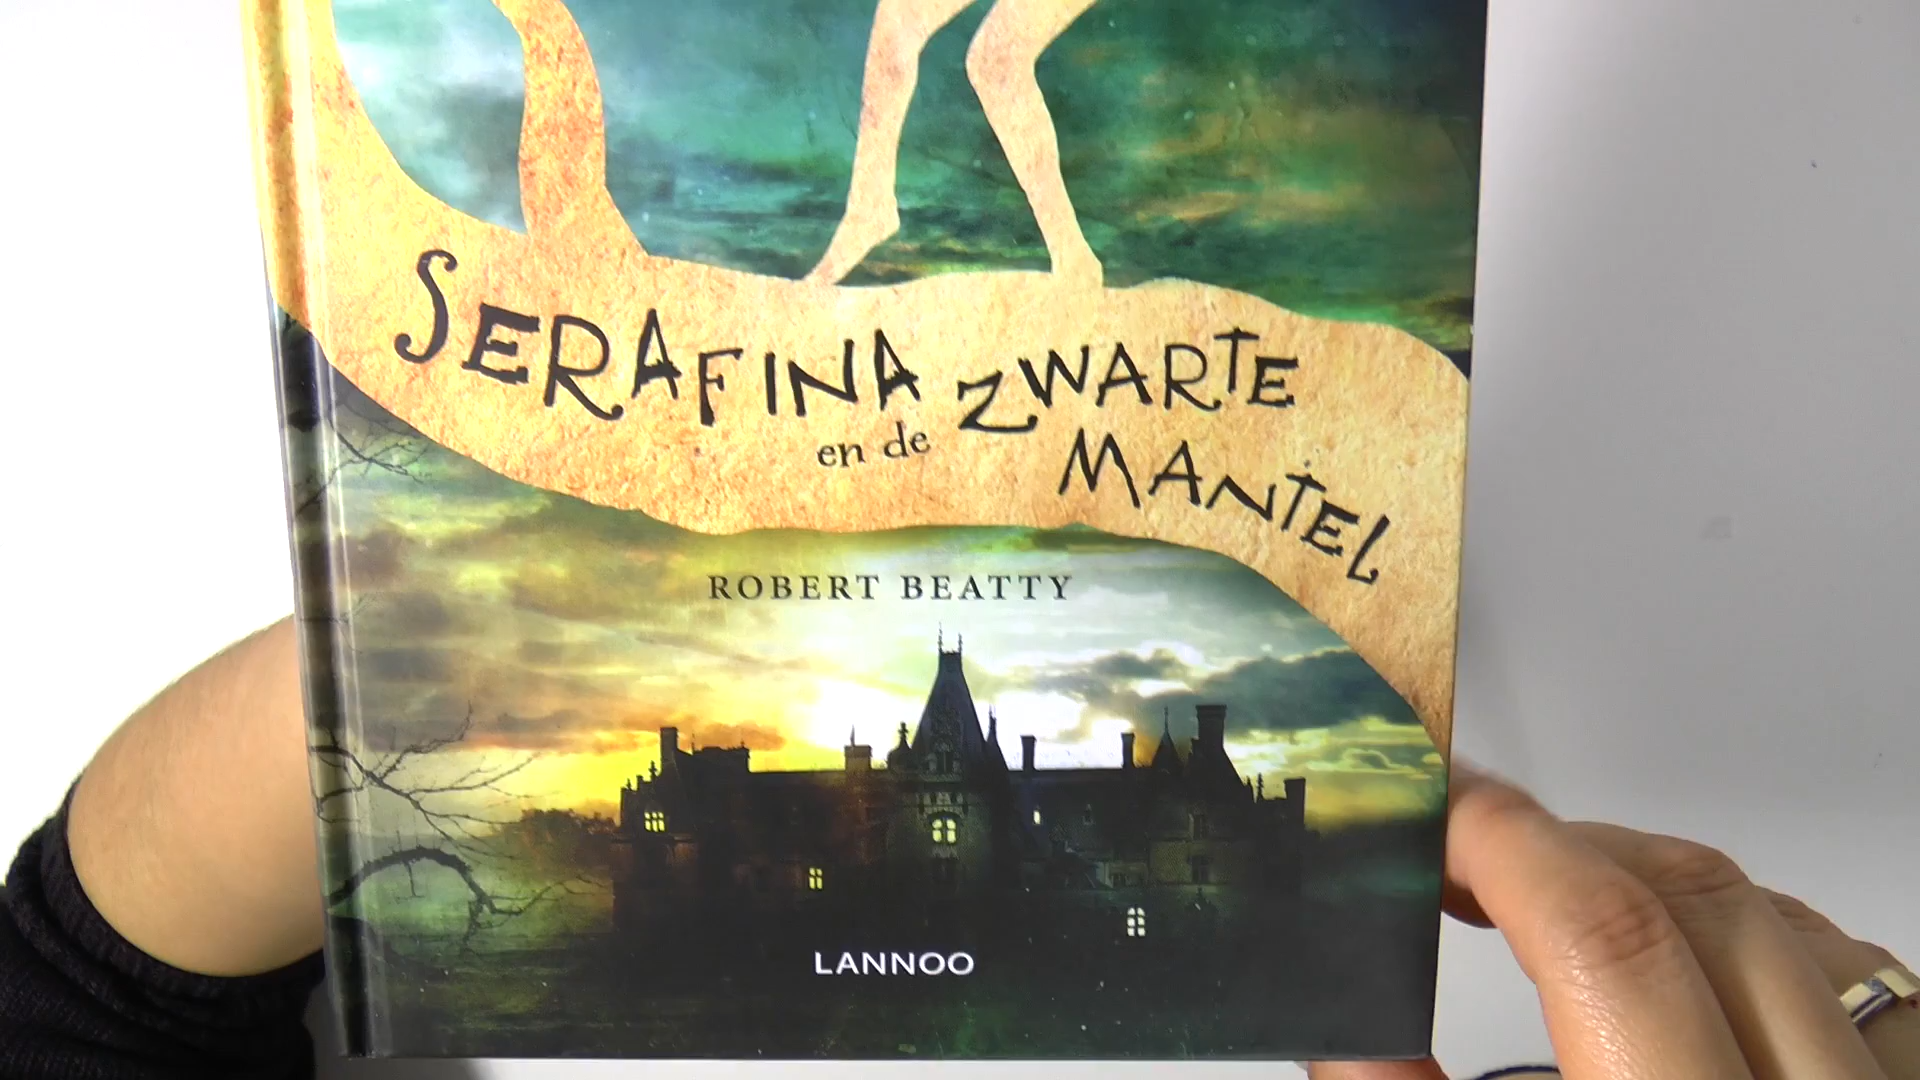 SERAFINA
en de ZWARTE
MANTEL
ROBERT BEATTY
LANNOO